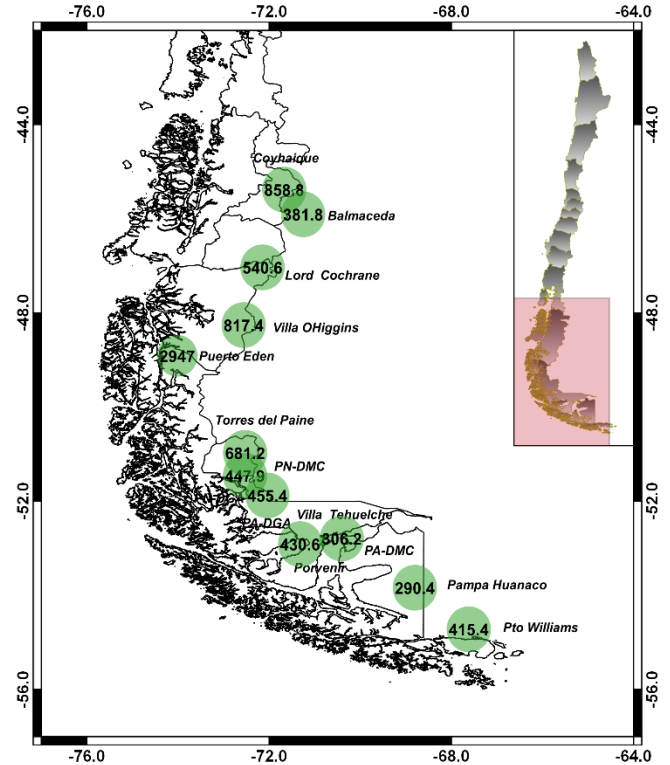 -76.0 -72.0 -68.0 -64.0
-44.0 -44.0
Coyhaique
858.8
381.8 Balmaceda
540.6
Lord Cochrane
-48.0 -48.0
817.4 Villa OHiggins
2947 Puerto Eden
Torres del Paine
681.2
PN-DMC
447.9
455.4
-52.0 -52.0
PA-DGA Villa Tehuelche
306.2
430.6 PA-DMC
Porvenir
290.4 Pampa Huanaco
415.4 Pto Williams
-56.0 -56.0
-76.0 -72.0 -68.0 -64.0